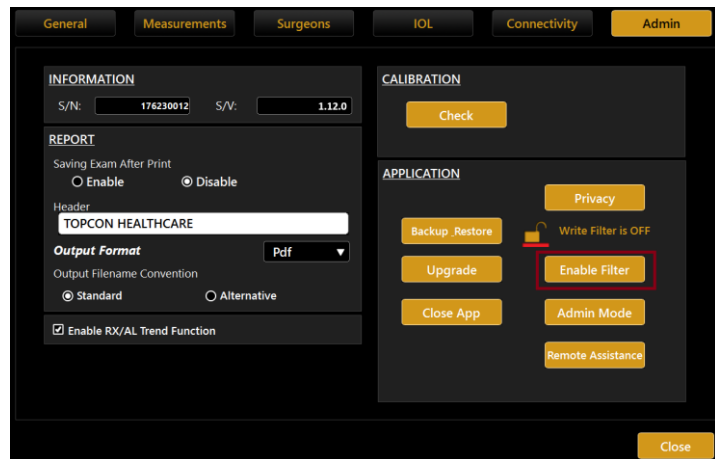 General Measurements Surgeons IOL Connectivity Admin
INFORMATION
S/N: 176230012 S/V: 1.12.0
REPORT
Saving Exam After Print
Enable Disable
Header
TOPCON HEALTHCARE
Output Format Pdf
Output Filename Convention
Standard Alternative
Enable RX/AL Trend Function
CALIBRATION
Check
APPLICATION
Privacy
Backup ,Restore Write Filter is OFF
Upgrade Enable Filter
Close App Admin Mode
Remote Assistance
Close